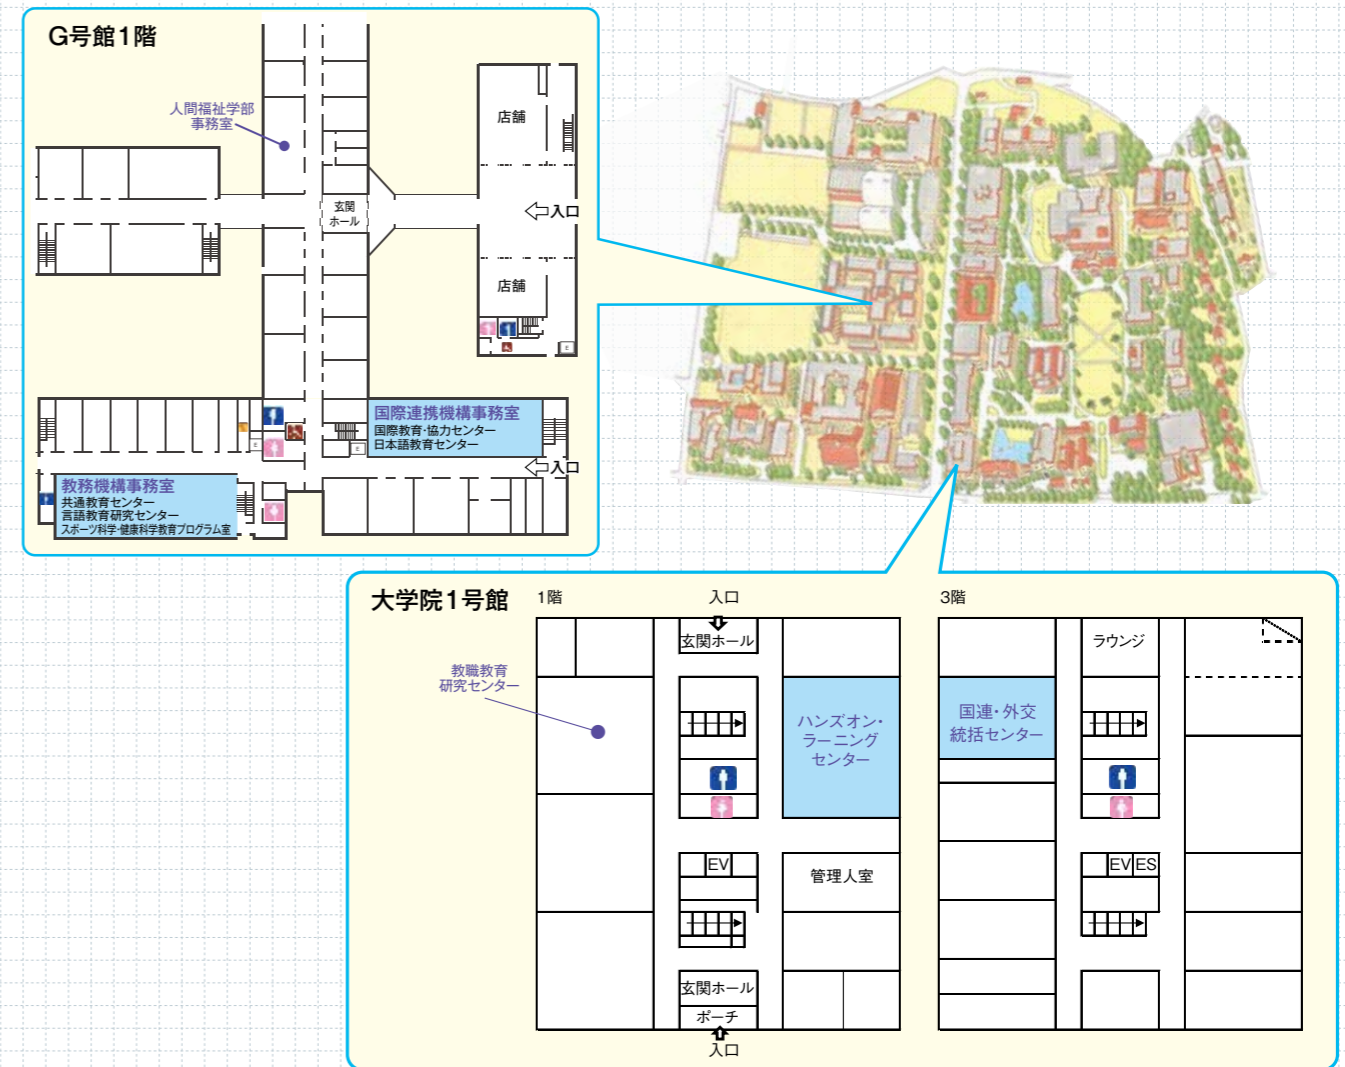 G号館1階
人間福祉学部
事務室
店舗
玄関
ホール
入口
店舗
E
国際連携機構事務室
国際教育・協力センター
日本語教育センター
E
E
入口
教務機構事務室
共通教育センター
言語教育研究センター
スポーツ科学・健康科学教育プログラム室
大学院1号館
1階
入口
玄関ホール
教職教育
研究センター
ハンズオン・
ラーニング
センター
EV
管理人室
玄関ホール
ポーチ
入口
3階
ラウンジ
国連・外交
統括センター
EV ES